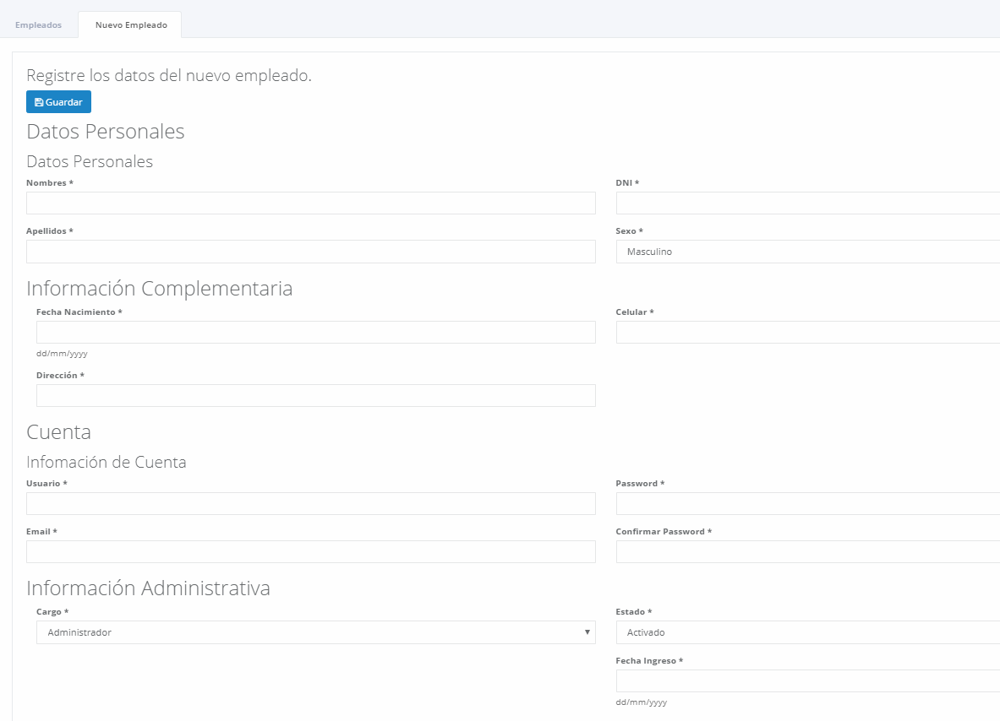 Empleados Nuevo Empleado
Registre los datos del nuevo empleado.
Guardar
Datos Personales
Datos Personales
Nombres * DNI *
Apellidos * Sexo *
Masculino
Información Complementaria
Fecha Nacimiento * Celular *
dd/mm/yyyy
Dirección *
Cuenta
Infomación de Cuenta
Usuario * Password *
Email * Confirmar Password *
Información Administrativa
Cargo * Estado *
Administrador Activado
Fecha Ingreso *
dd/mm/yyyy